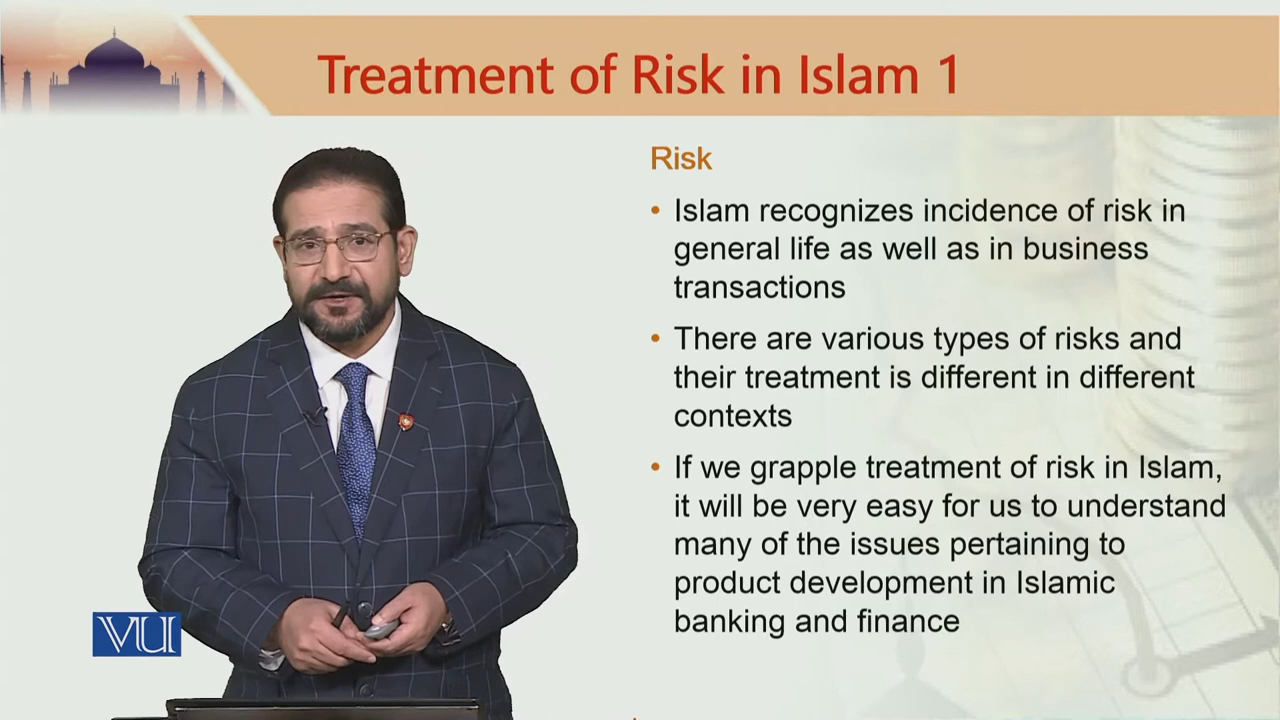 Treatment of Risk in Islam 1
Risk
• Islam recognizes incidence of risk in
general life as well as in business
transactions
• There are various types of risks and
their treatment is different in different
contexts
• If we grapple treatment of risk in Islam,
it will be very easy for us to understand
many of the issues pertaining to
product development in Islamic
banking and finance
VU